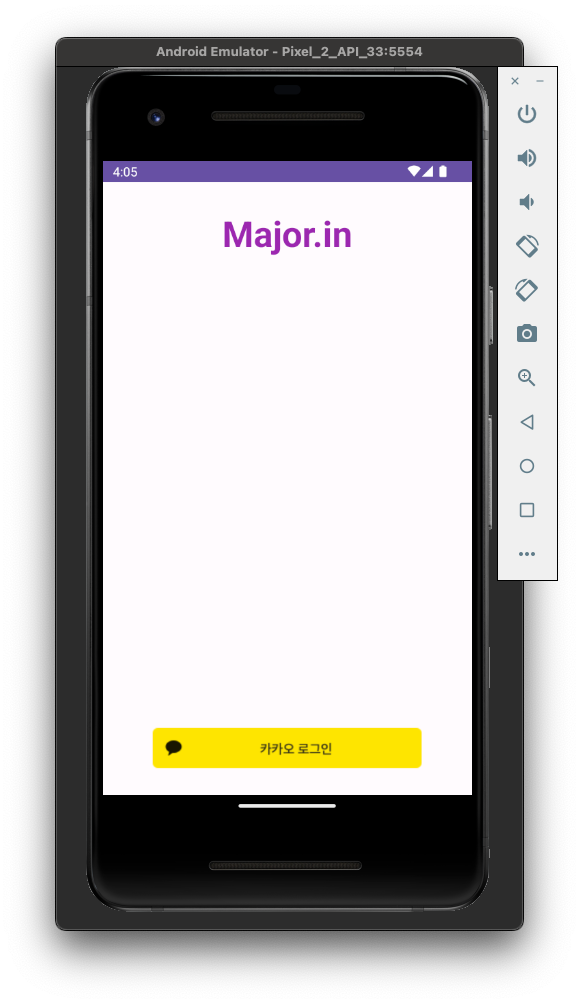 Android Emulator - Pixel_2_API_33:5554
4:05
Major.in
카카오 로그인